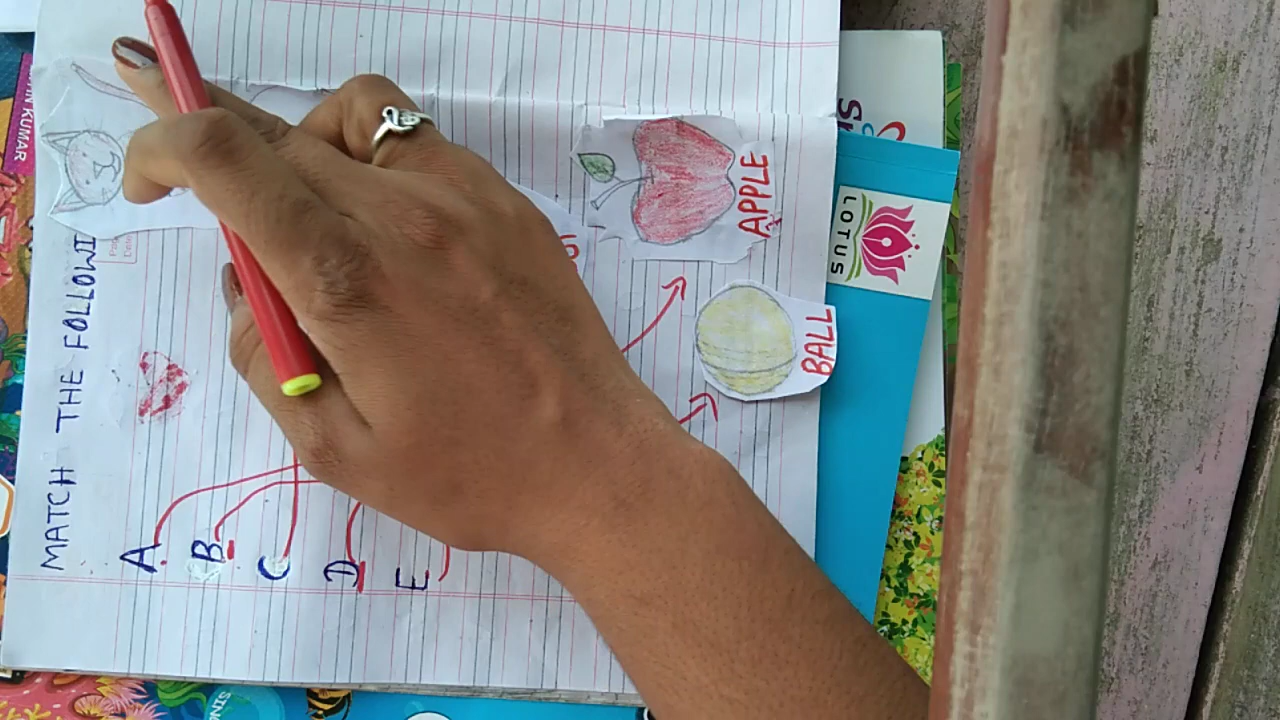 MATCH THE FOLLOWI
A
B
C
D
E
APPLE
BALL
LOTUS
KUMAR